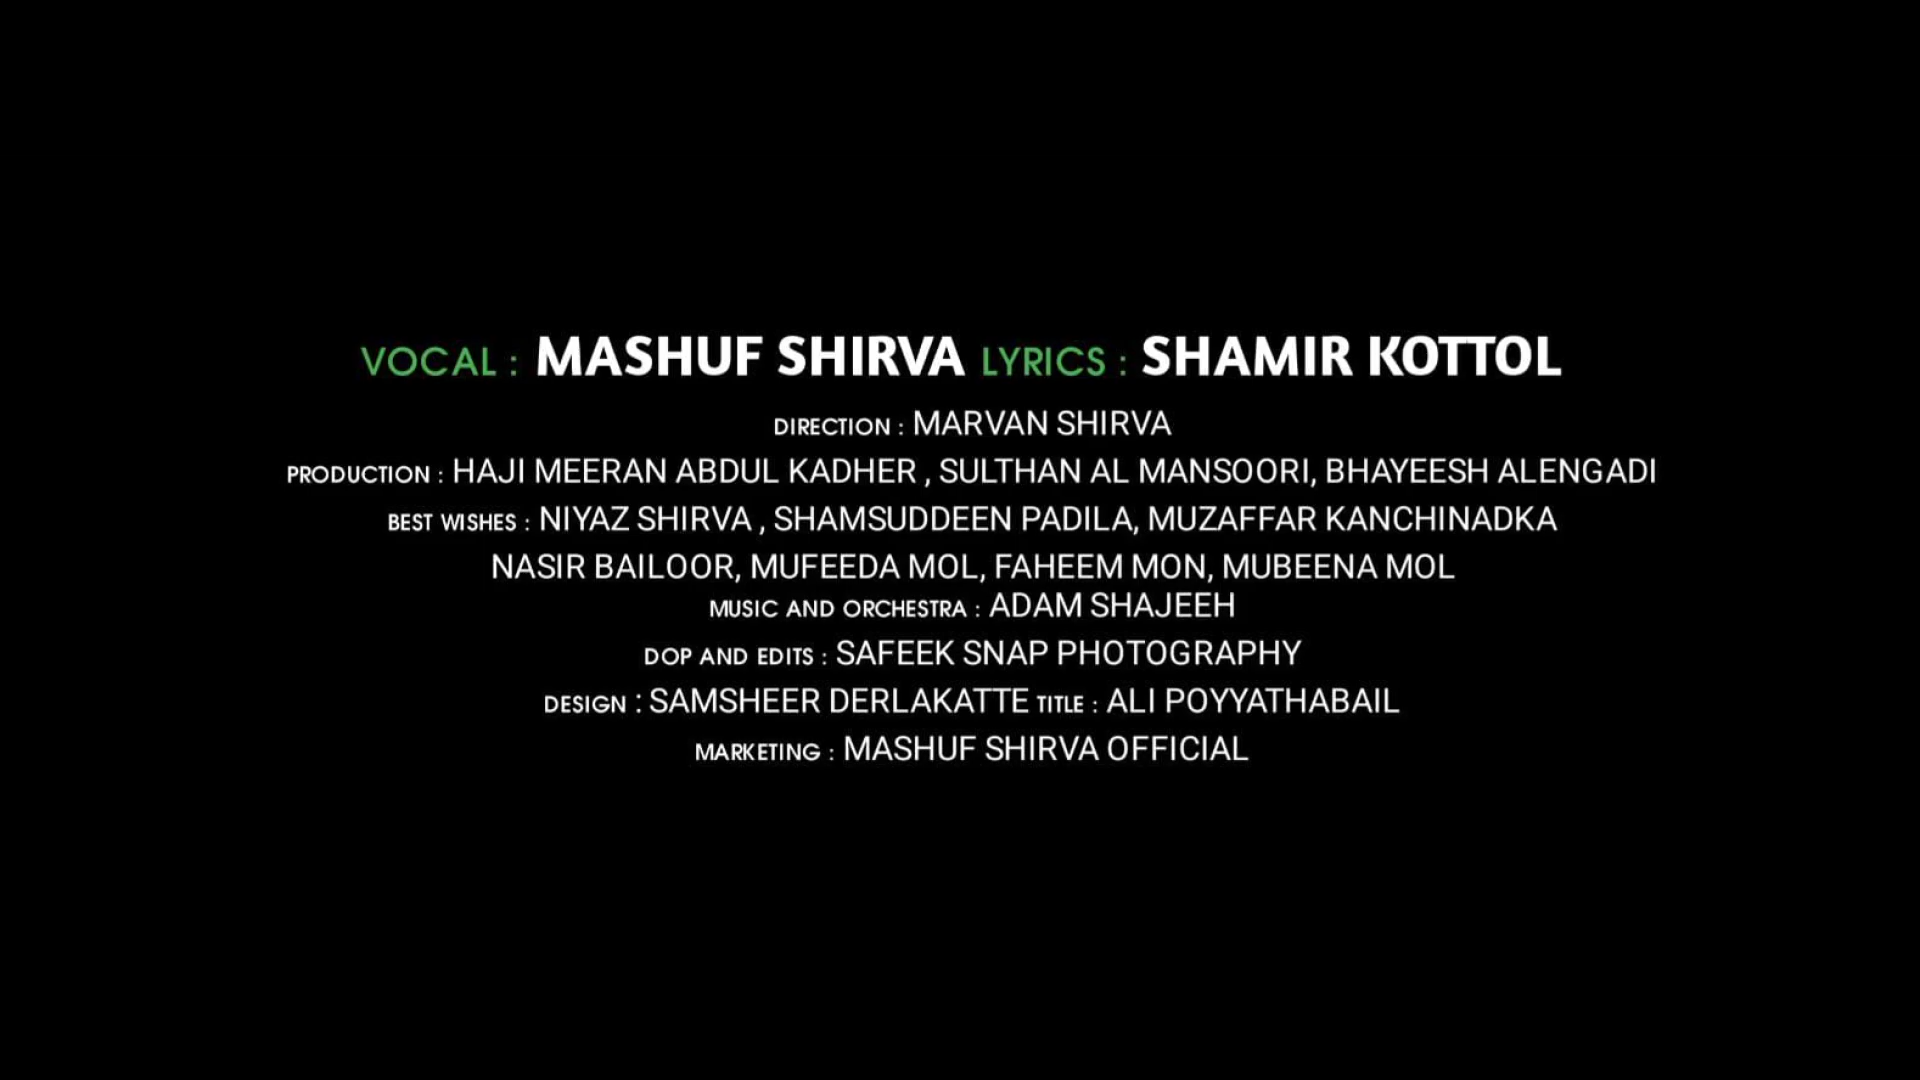 VOCAL : MASHUF SHIRVA LYRICS : SHAMIR KOTTOL
DIRECTION : MARVAN SHIRVA
PRODUCTION : HAJI MEERAN ABDUL KADHER , SULTHAN AL MANSOORI, BHAYEESH ALENGADI
BEST WISHES : NIYAZ SHIRVA , SHAMSUDDEEN PADILA, MUZAFFAR KANCHINADKA
NASIR BAILOOR, MUFEEDA MOL, FAHEEM MON, MUBEENA MOL
MUSIC AND ORCHESTRA : ADAM SHAJEEH
DOP AND EDITS : SAFEEK SNAP PHOTOGRAPHY
DESIGN : SAMSHEER DERLAKATTE TITLE : ALI POYYATHABAIL
MARKETING : MASHUF SHIRVA OFFICIAL